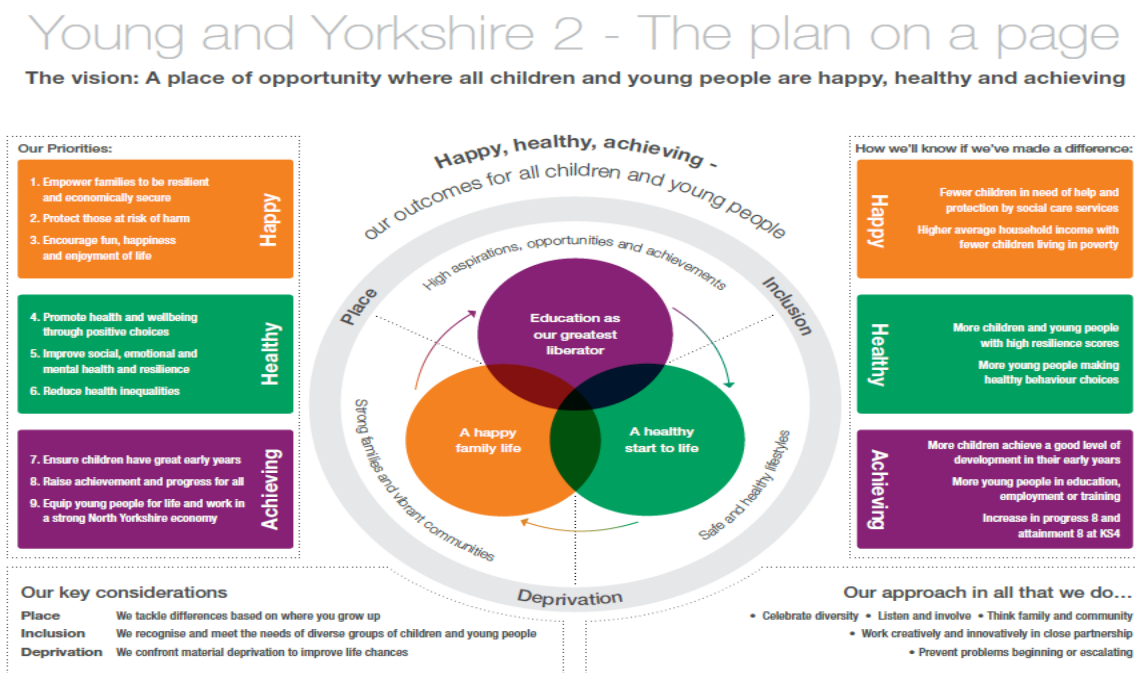 Young and Yorkshire 2 - The plan on a page
The vision: A place of opportunity where all children and young people are happy, healthy and achieving
Our Priorities:
1. Empower families to be resilient
and economically secure
2. Protect those at risk of harm
3. Encourage fun, happiness
and enjoyment of life
Happy
4. Promote health and wellbeing
through positive choices
5. Improve social, emotional and
mental health and resilience
6. Reduce health inequalities
Healthy
7. Ensure children have great early years
8. Raise achievement and progress for all
9. Equip young people for life and work in
a strong North Yorkshire economy
Achieving
Happy, healthy, achieving -
our outcomes for all children and young people
Place
Inclusion
Deprivation
High aspirations, opportunities and achievements
Strong families and vibrant communities
Safe and healthy lifestyles
Education as
our greatest
liberator
A happy
family life
A healthy
start to life
How we'll know if we've made a difference:
Happy
Fewer children in need of help and
protection by social care services
Higher average household income with
fewer children living in poverty
Healthy
More children and young people
with high resilience scores
More young people making
healthy behaviour choices
Achieving
More children achieve a good level of
development in their early years
More young people in education,
employment or training
Increase in progress 8 and
attainment 8 at KS4
Our key considerations
Place We tackle differences based on where you grow up
Inclusion We recognise and meet the needs of diverse groups of children and young people
Deprivation We confront material deprivation to improve life chances
Our approach in all that we do…
• Celebrate diversity • Listen and involve • Think family and community
• Work creatively and innovatively in close partnership
• Prevent problems beginning or escalating